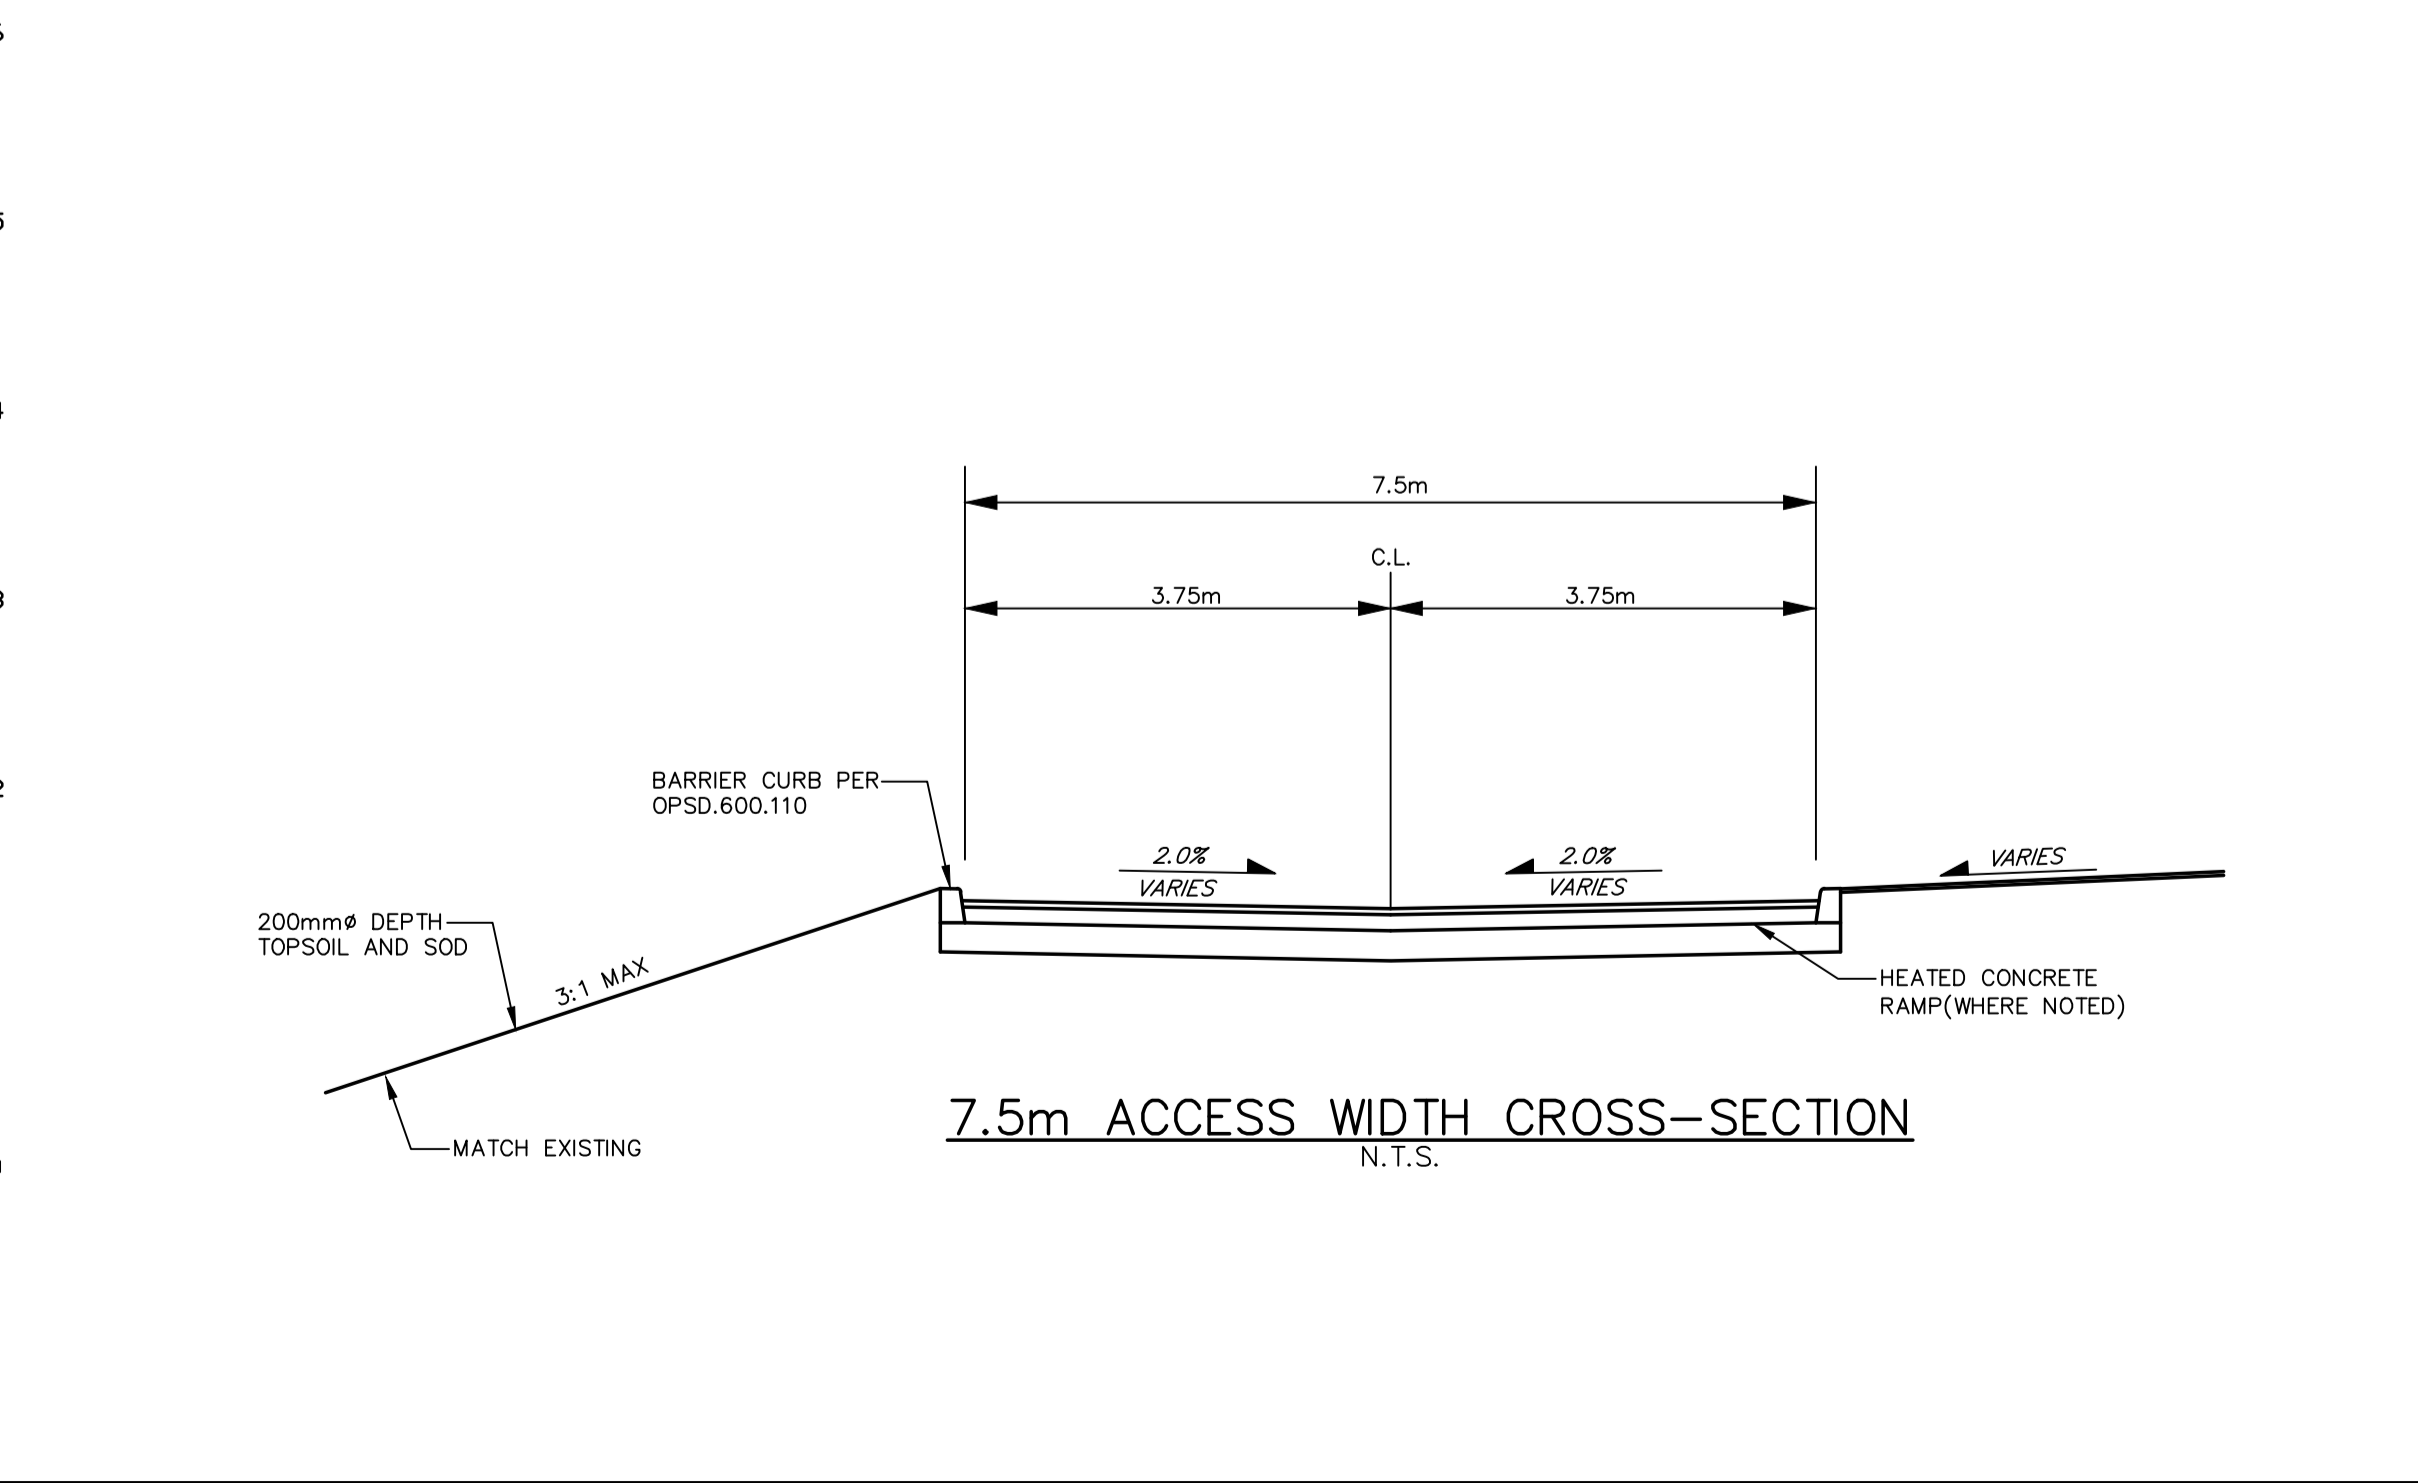 7.5m
C.L.
3.75m
3.75m
BARRIER CURB PER
OPSD.600.110
2.0%
VARIES
2.0%
VARIES
VARIES
200mmø DEPTH
TOPSOIL AND SOD
3:1 MAX
HEATED CONCRETE
RAMP(WHERE NOTED)
MATCH EXISTING
7.5m ACCESS WIDTH CROSS-SECTION
N.T.S.